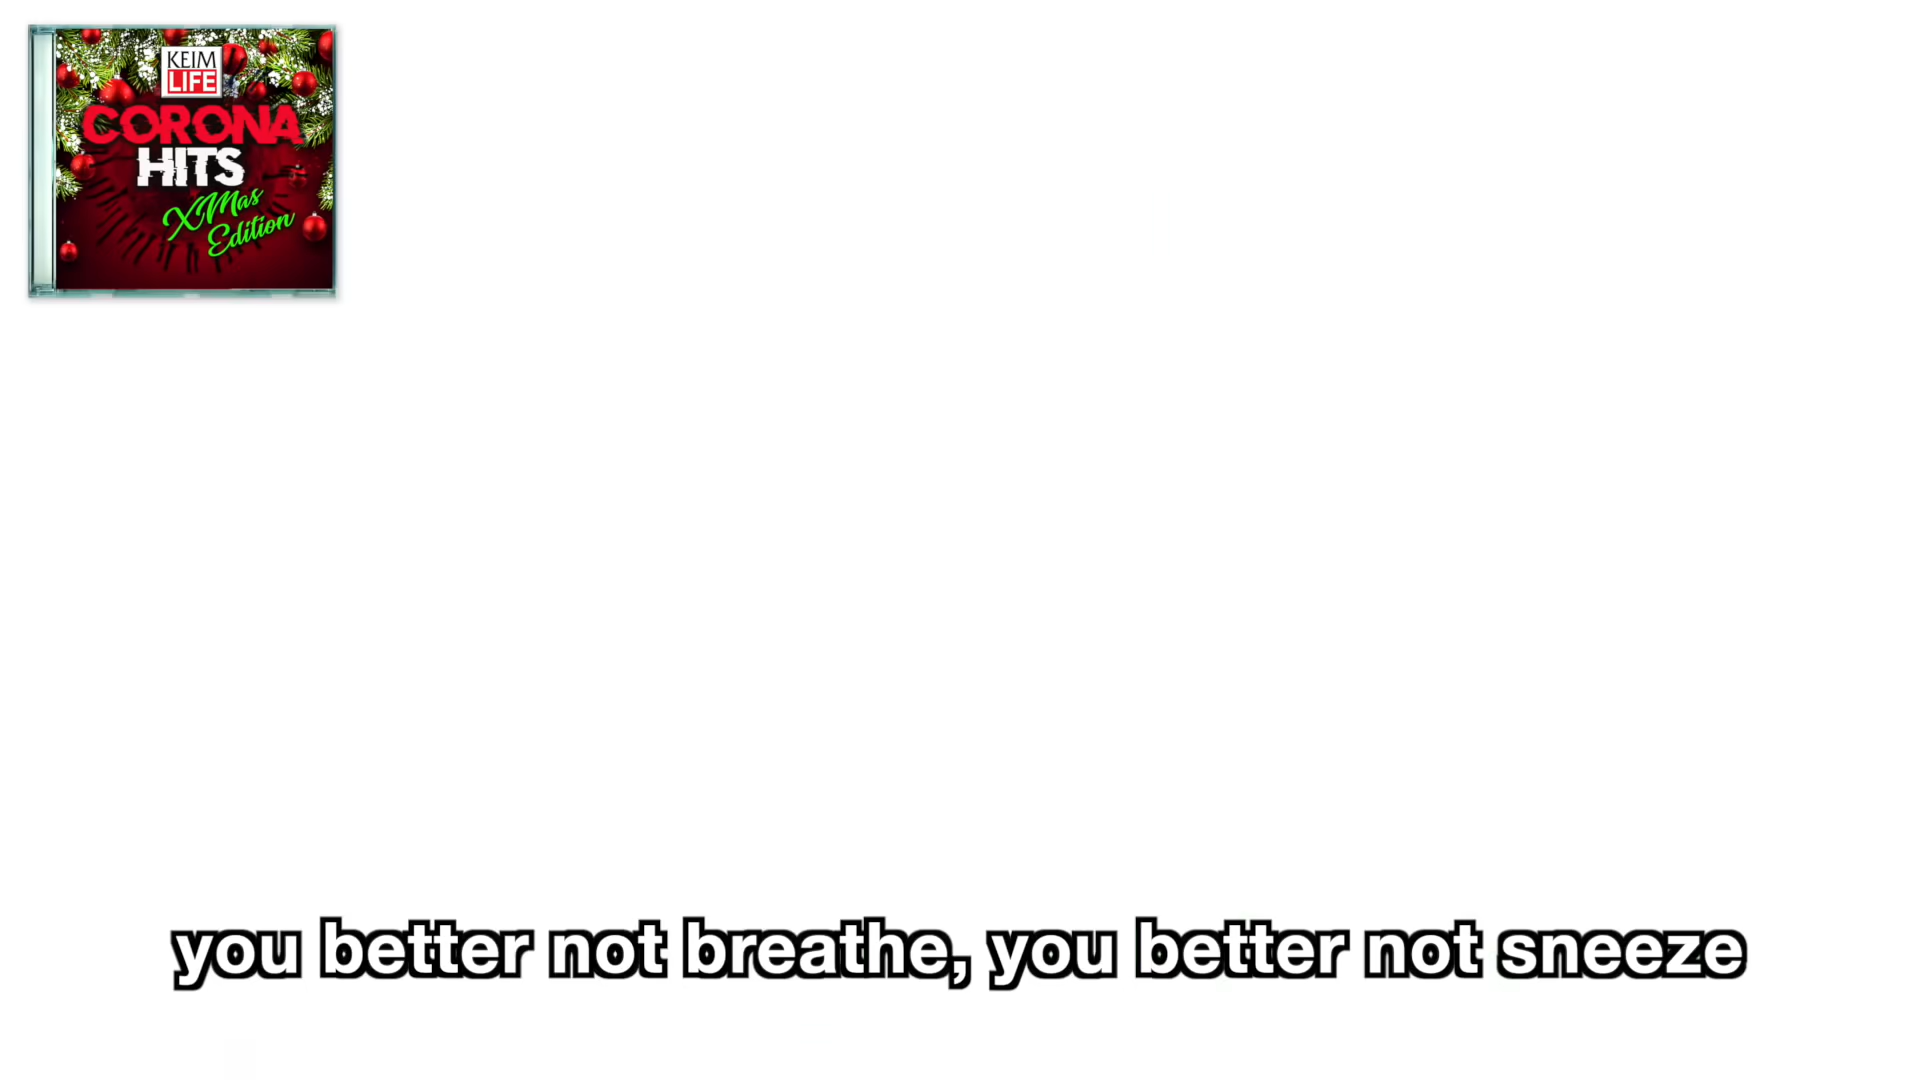 KEIM
LIFE
CORONA
HITS
XMas
Edition
you better not breathe, you better not sneeze